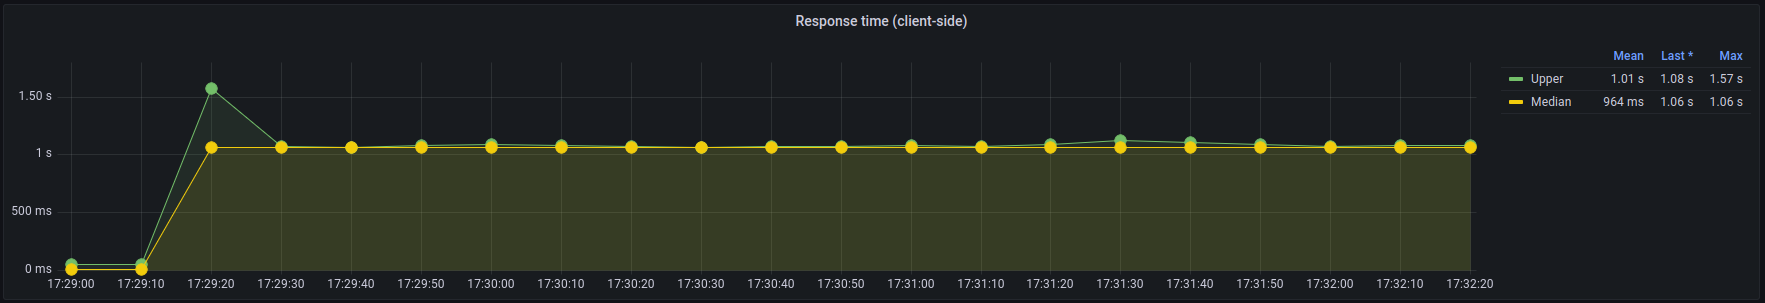 Response time (client-side)
Mean Last * Max
Upper 1.01 s 1.08 s 1.57 s
Median 964 ms 1.06 s 1.06 s
1.50 s
1 s
500 ms
0 ms
17:29:00 17:29:10 17:29:20 17:29:30 17:29:40 17:29:50 17:30:00 17:30:10 17:30:20 17:30:30 17:30:40 17:30:50 17:31:00 17:31:10 17:31:20 17:31:30 17:31:40 17:31:50 17:32:00 17:32:10 17:32:20